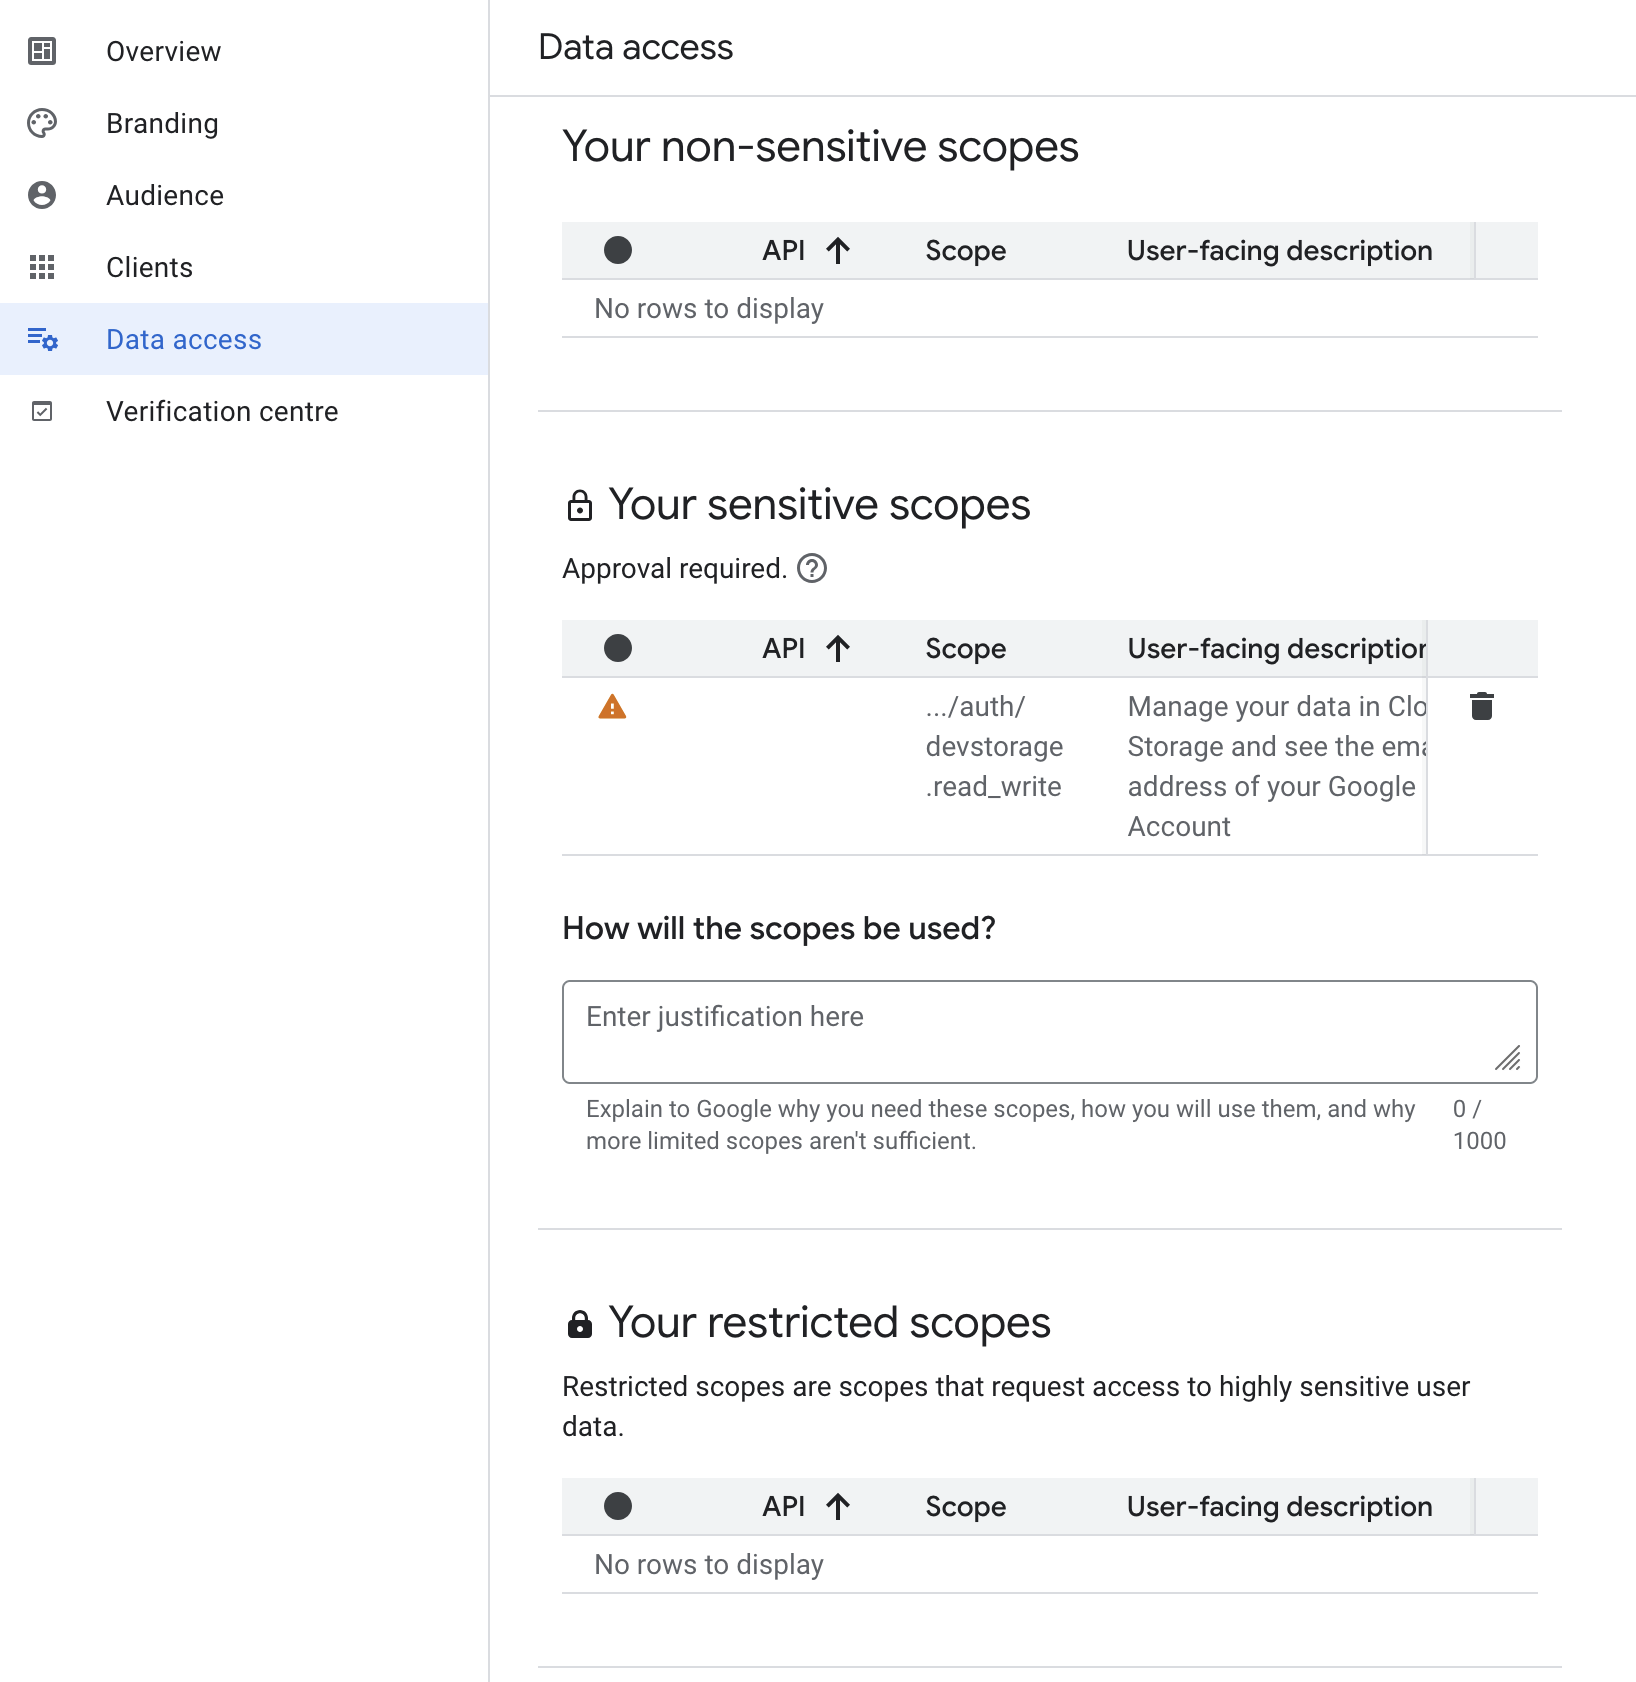 Overview
Branding
Audience
Clients
Data access
Verification centre
Data access
Your non-sensitive scopes
API Scope User-facing description
No rows to display
Your sensitive scopes
Approval required.
API Scope User-facing description
.../auth/ Manage your data in Clo
devstorage Storage and see the ema
.read_write address of your Google
Account
How will the scopes be used?
Enter justification here
Explain to Google why you need these scopes, how you will use them, and why 0 /
more limited scopes aren't sufficient. 1000
Your restricted scopes
Restricted scopes are scopes that request access to highly sensitive user
data.
API Scope User-facing description
No rows to display